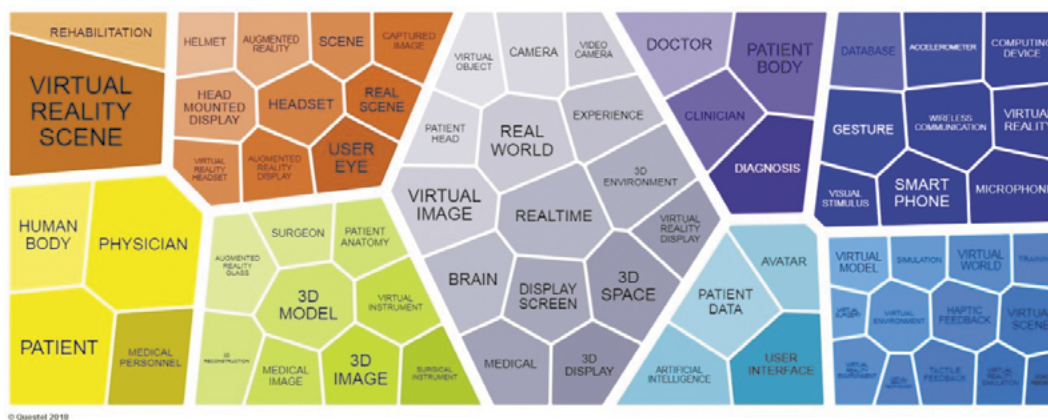 REHABILITATION
VIRTUAL
REALITY
SCENE
HELMET
AUGMENTED
REALITY
SCENE
CAPTURED
IMAGE
HEAD
MOUNTED
DISPLAY
HEADSET
REAL
SCENE
VIRTUAL
REALITY
HEADSET
AUGMENTED
REALITY
DISPLAY
USER
EYE
VIRTUAL
OBJECT
CAMERA
VIDEO
CAMERA
PATIENT
HEAD
REAL
WORLD
EXPERIENCE
VIRTUAL
IMAGE
REALTIME
3D
ENVIRONMENT
VIRTUAL
REALITY
DISPLAY
BRAIN
DISPLAY
SCREEN
3D
SPACE
MEDICAL
3D
DISPLAY
DOCTOR
PATIENT
BODY
CLINICIAN
DIAGNOSIS
DATABASE
ACCELEROMETER
COMPUTING
DEVICE
GESTURE
WIRELESS
COMMUNICATION
VIRTUAL
REALITY
VISUAL
STIMULUS
SMART
PHONE
MICROPHONE
HUMAN
BODY
PHYSICIAN
PATIENT
MEDICAL
PERSONNEL
AUGMENTED
REALITY
GLASS
SURGEON
PATIENT
ANATOMY
3D
MODEL
VIRTUAL
INSTRUMENT
3D
RECONSTRUCTION
MEDICAL
IMAGE
3D
IMAGE
SURGICAL
INSTRUMENT
AVATAR
PATIENT
DATA
ARTIFICIAL
INTELLIGENCE
USER
INTERFACE
VIRTUAL
MODEL
SIMULATION
VIRTUAL
WORLD
VIRTUAL
ENVIRONMENT
HAPTIC
FEEDBACK
VIRTUAL
SCENE
VIRTUAL
REALITY
ENVIRONMENT
TACTILE
FEEDBACK
VIRTUAL
REALITY
SIMULATION
© Questel 2018